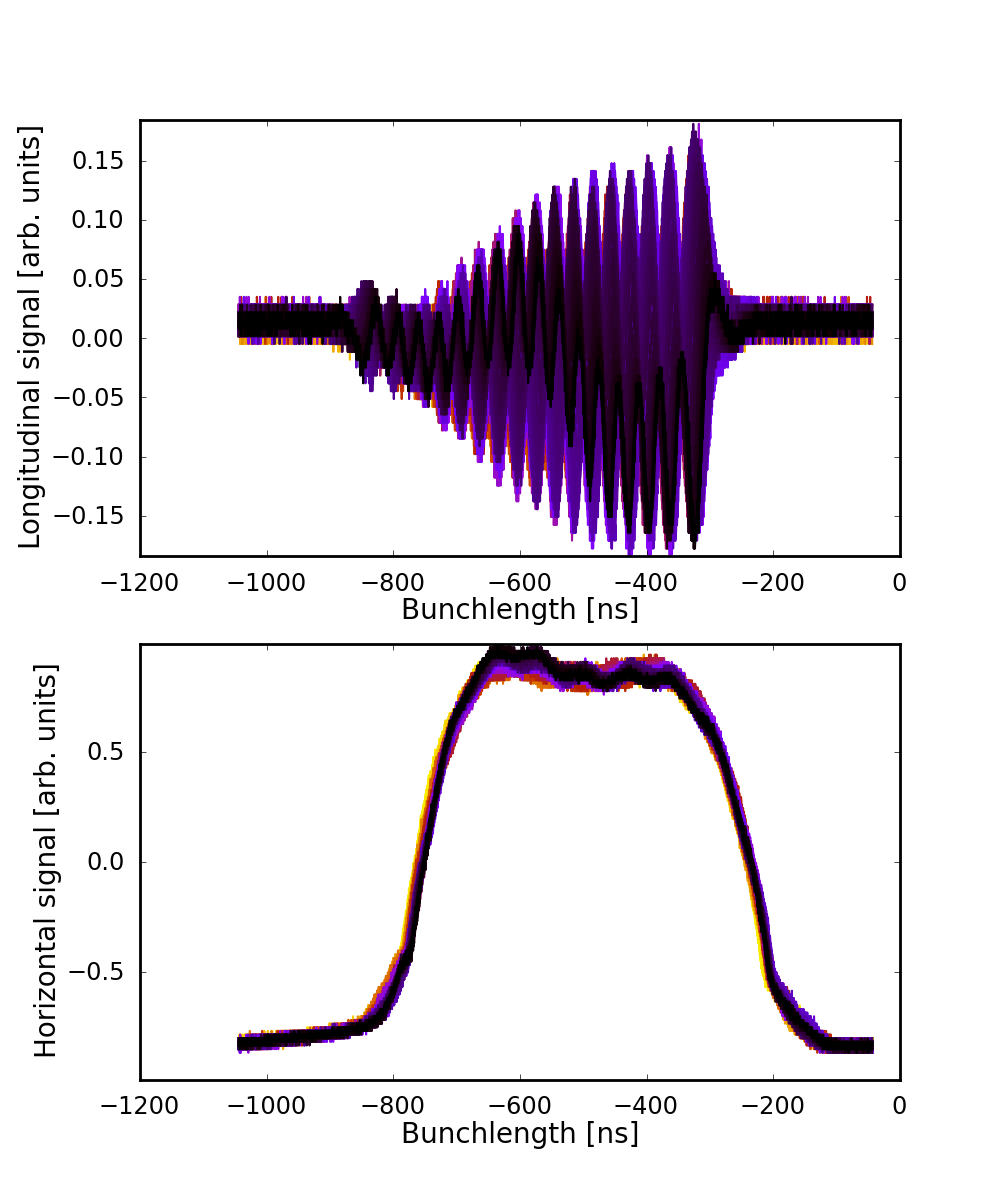 Longitudinal signal [arb. units]
0.15
0.10
0.05
0.00
−0.05
−0.10
−0.15
−1200 −1000 −800 −600 −400 −200 0
Bunchlength [ns]
Horizontal signal [arb. units]
0.5
0.0
−0.5
−1200 −1000 −800 −600 −400 −200 0
Bunchlength [ns]